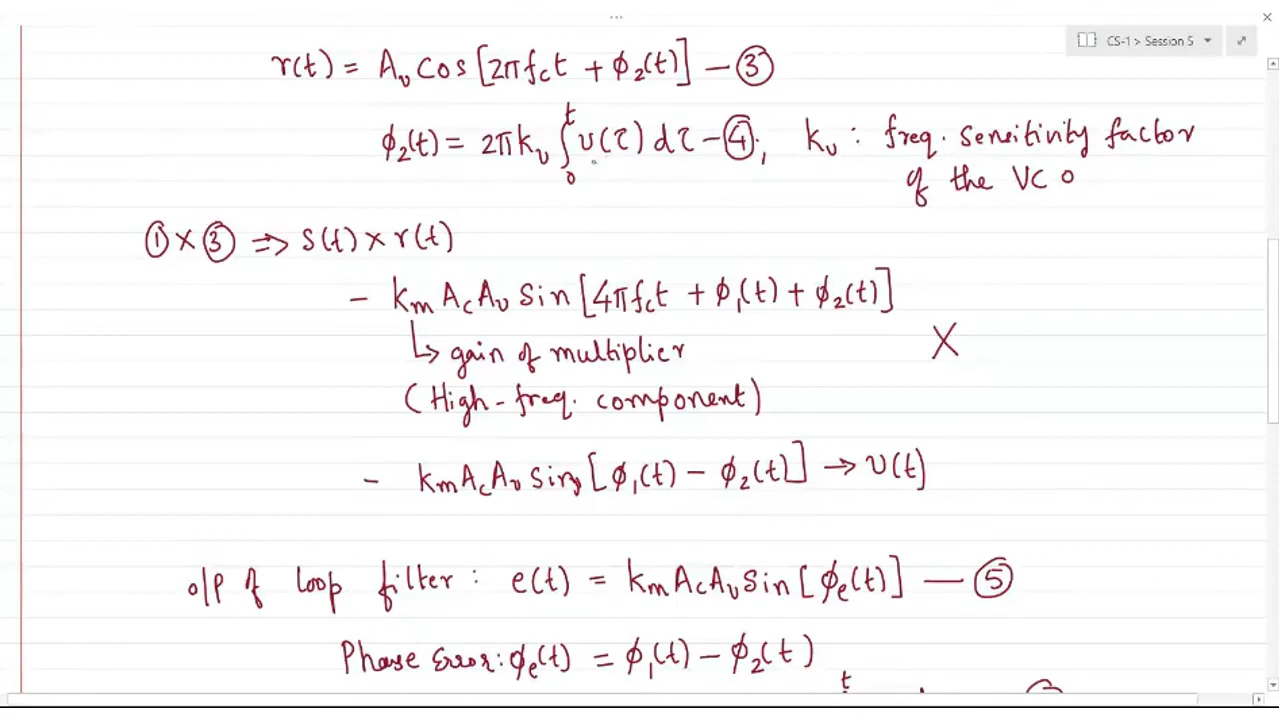 CS-1 > Session 5
r(t) = A_v Cos [2πf_ct + ϕ_2(t)] — ③
ϕ_2(t) = 2πk_v ∫_0^t v(τ) dτ — ④; k_v : freq. sensitivity factor
of the VCO
① × ③ ⇒ s(t) × r(t)
- k_m A_c A_v Sin [4πf_ct + ϕ_1(t) + ϕ_2(t)]
↳ gain of multiplier ×
(High-freq. component)
- k_m A_c A_v Sin [ϕ_1(t) - ϕ_2(t)] → v(t)
o/p of loop filter : e(t) = k_m A_c A_v Sin [ϕ_e(t)] — ⑤
Phase Error: ϕ_e(t) = ϕ_1(t) - ϕ_2(t)
t